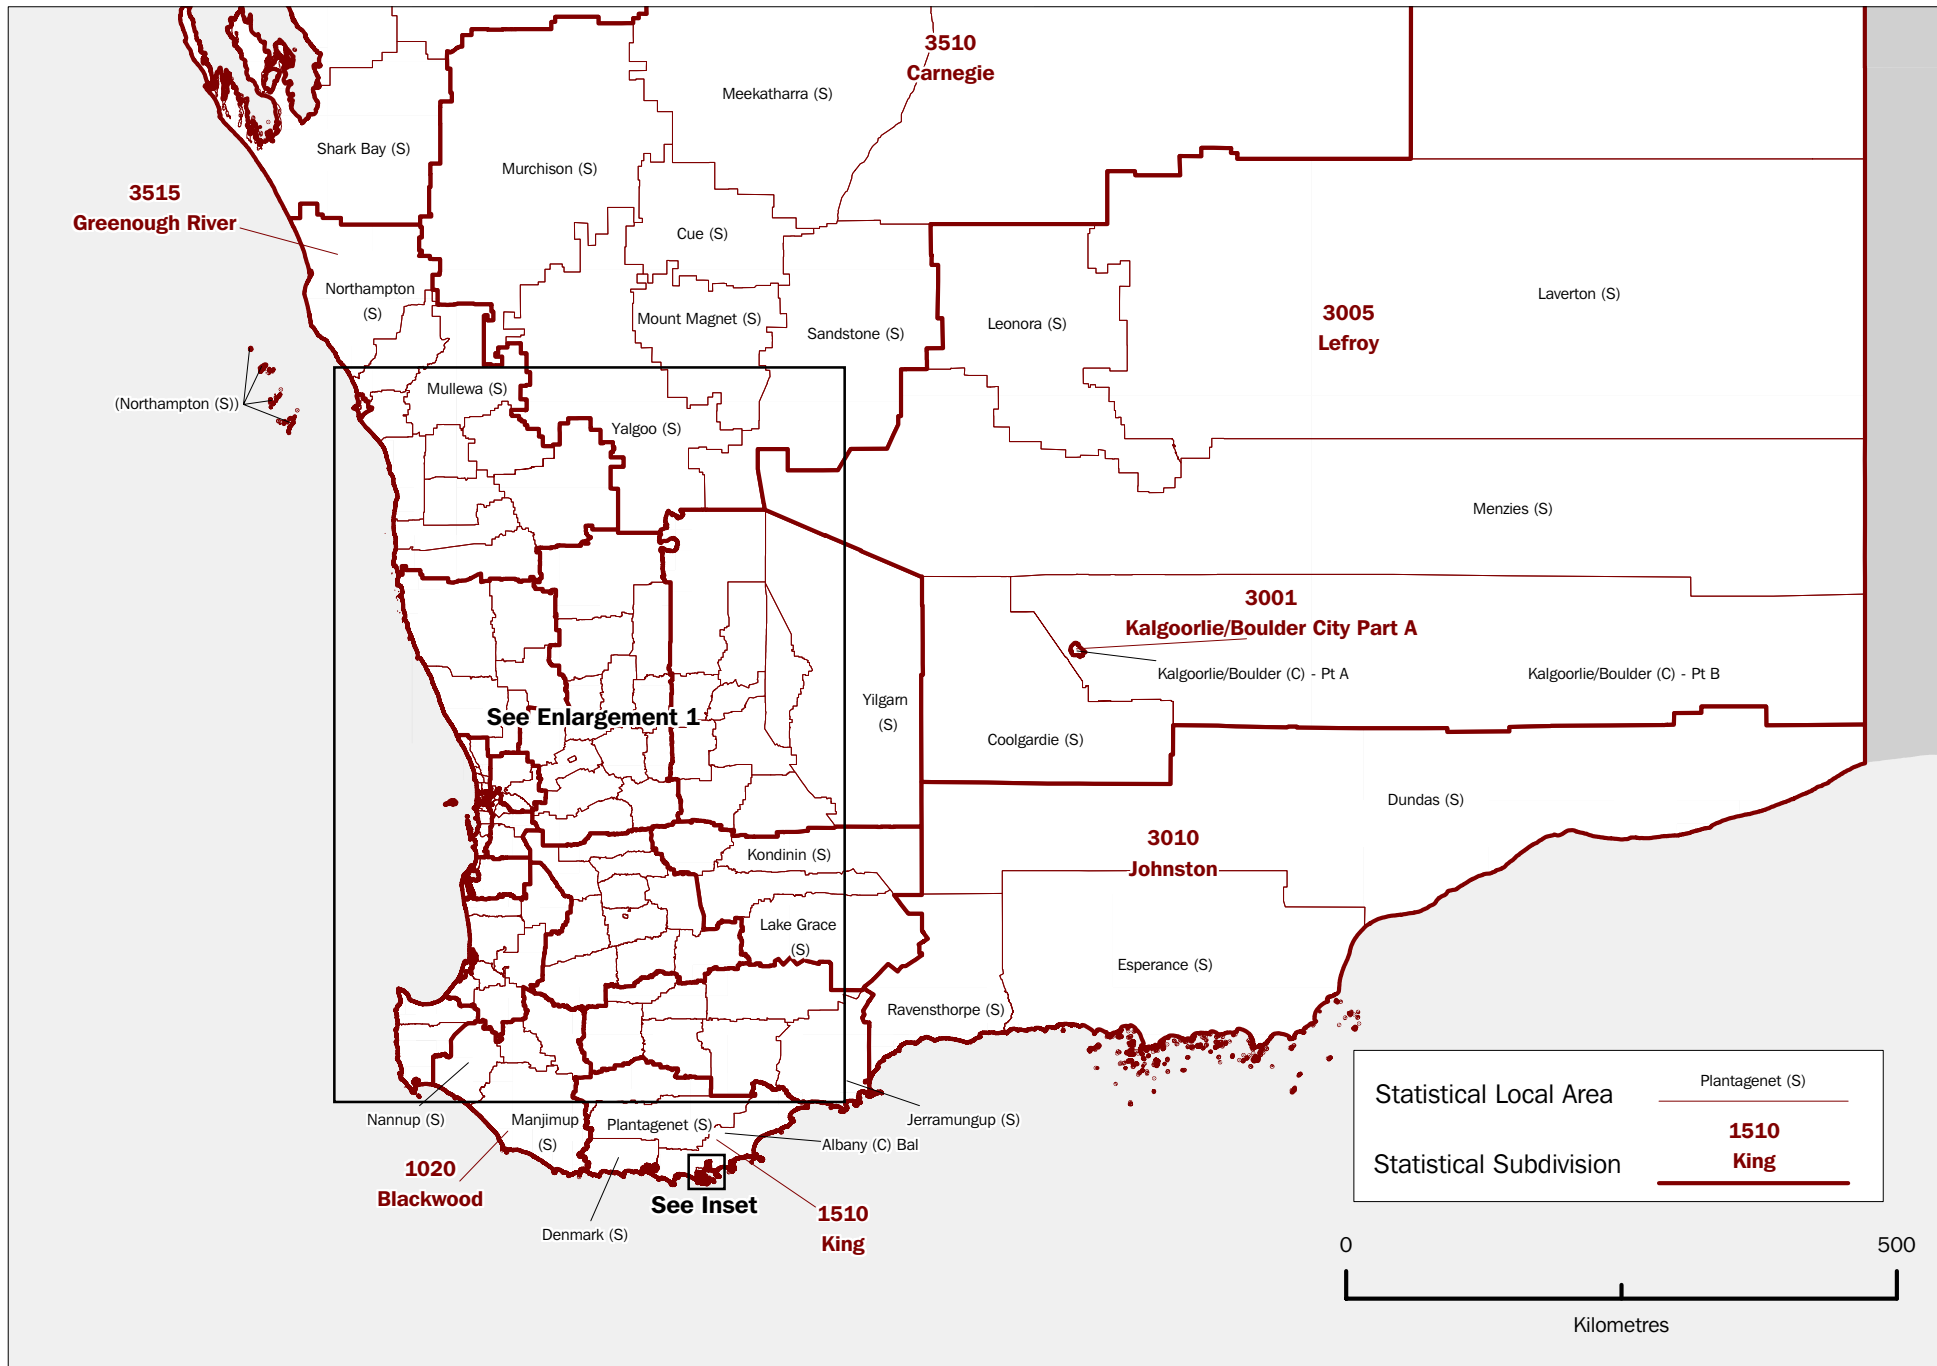 3510
Carnegie
Meekatharra (S)
Shark Bay (S)
Murchison (S)
3515
Greenough River
Cue (S)
Northampton
(S)
Laverton (S)
Mount Magnet (S)
Sandstone (S)
Leonora (S)
3005
Lefroy
(Northampton (S))
Mullewa (S)
Yalgoo (S)
Menzies (S)
3001
Kalgoorlie/Boulder City Part A
Kalgoorlie/Boulder (C) - Pt A
Kalgoorlie/Boulder (C) - Pt B
See Enlargement 1
Yilgarn
(S)
Coolgardie (S)
Dundas (S)
3010
Johnston
Kondinin (S)
Lake Grace
(S)
Esperance (S)
Ravensthorpe (S)
Nannup (S)
Manjimup
(S)
Plantagenet (S)
Jerramungup (S)
Albany (C) Bal
1020
Blackwood
See Inset
1510
King
Denmark (S)
Statistical Local Area
Plantagenet (S)
Statistical Subdivision
1510
King
0
500
Kilometres